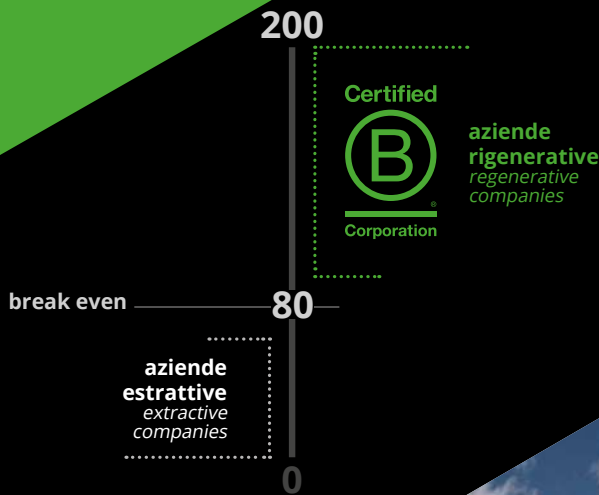 200
Certified
B
®
Corporation
aziende
rigenerative
regenerative
companies
break even
80
aziende
estrattive
extractive
companies
0